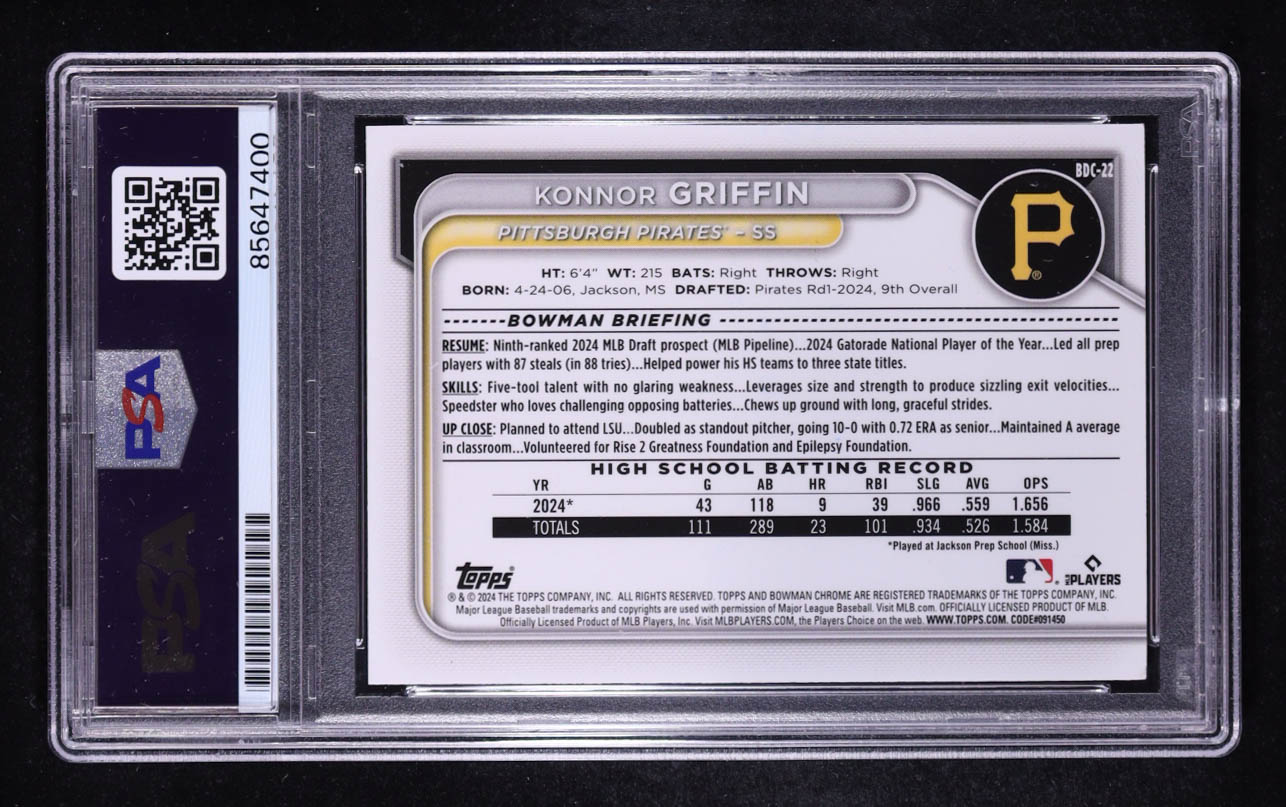 85647400
PSA
PSA
BDC-22
KONNOR GRIFFIN
PITTSBURGH PIRATES - SS
P
®
HT: 6'4" WT: 215 BATS: Right THROWS: Right
BORN: 4-24-06, Jackson, MS DRAFTED: Pirates Rd1-2024, 9th Overall
BOWMAN BRIEFING
RESUME: Ninth-ranked 2024 MLB Draft prospect (MLB Pipeline)...2024 Gatorade National Player of the Year...Led all prep
players with 87 steals (in 88 tries)...Helped power his HS teams to three state titles.
SKILLS: Five-tool talent with no glaring weakness...Leverages size and strength to produce sizzling exit velocities...
Speedster who loves challenging opposing batteries...Chews up ground with long, graceful strides.
UP CLOSE: Planned to attend LSU...Doubled as standout pitcher, going 10-0 with 0.72 ERA as senior...Maintained A average
in classroom...Volunteered for Rise 2 Greatness Foundation and Epilepsy Foundation.
HIGH SCHOOL BATTING RECORD
YR G AB HR RBI SLG AVG OPS
2024* 43 118 9 39 .966 .559 1.656
TOTALS 111 289 23 101 .934 .526 1.584
*Played at Jackson Prep School (Miss.)
Topps®
MLB PLAYERS
® & © 2024 THE TOPPS COMPANY, INC. ALL RIGHTS RESERVED. TOPPS AND BOWMAN CHROME ARE REGISTERED TRADEMARKS OF THE TOPPS COMPANY, INC.
Major League Baseball trademarks and copyrights are used with permission of Major League Baseball. Visit MLB.com. OFFICIALLY LICENSED PRODUCT OF MLB.
Officially Licensed Product of MLB Players, Inc. Visit MLBPLAYERS.COM, the Players Choice on the web. WWW.TOPPS.COM. CODE#091450
PSA